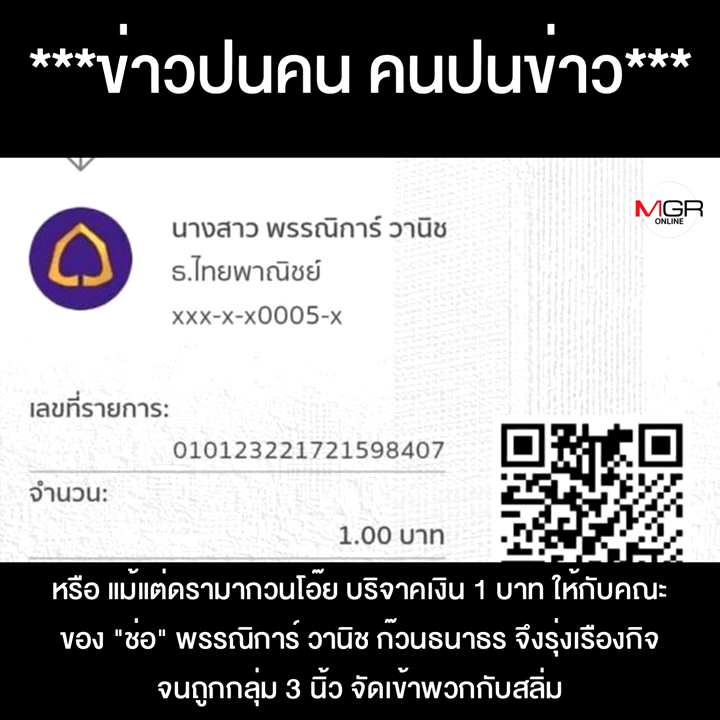 ***ข่าวปนคน คนปนข่าว***
MGR
ONLINE
นางสาว พรรณิการ์ วานิช
ธ.ไทยพาณิชย์
xxx-x-x0005-x
เลขที่รายการ:
010123221721598407
จำนวน:
1.00 บาท
หรือ แม้แต่ดรามากวนโอ๊ย บริจาคเงิน 1 บาท ให้กับคณะ
ของ "ช่อ" พรรณิการ์ วานิช ก๊วนธนาธร จึงรุ่งเรืองกิจ
จนถูกกลุ่ม 3 นิ้ว จัดเข้าพวกกับสลิ่ม